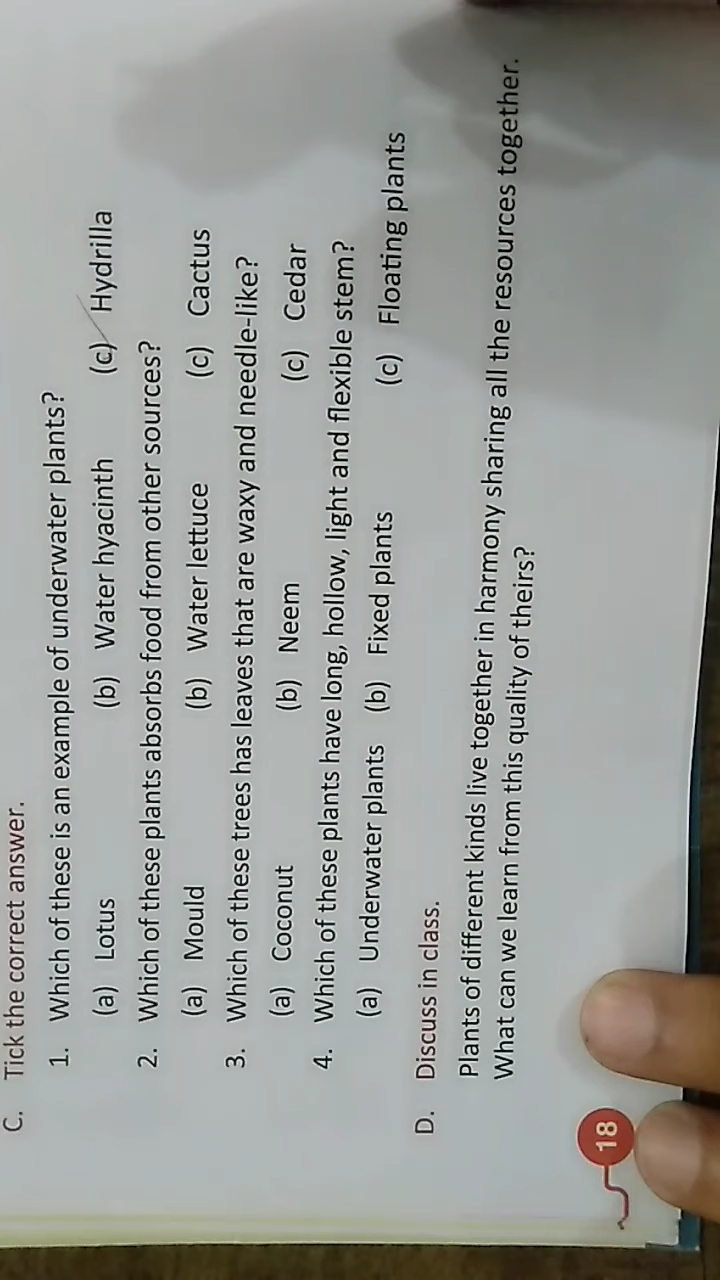 C. Tick the correct answer.
1. Which of these is an example of underwater plants?
(a) Lotus (b) Water hyacinth (c) Hydrilla
2. Which of these plants absorbs food from other sources?
(a) Mould (b) Water lettuce (c) Cactus
3. Which of these trees has leaves that are waxy and needle-like?
(a) Coconut (b) Neem (c) Cedar
4. Which of these plants have long, hollow, light and flexible stem?
(a) Underwater plants (b) Fixed plants (c) Floating plants
D. Discuss in class.
Plants of different kinds live together in harmony sharing all the resources together.
What can we learn from this quality of theirs?
18